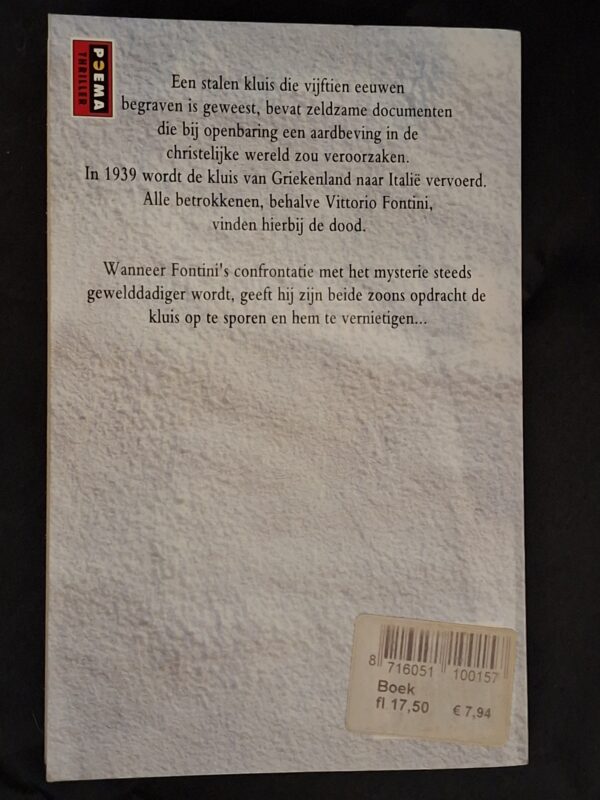 POEMA
THRILLER
Een stalen kluis die vijftien eeuwen
begraven is geweest, bevat zeldzame documenten
die bij openbaring een aardbeving in de
christelijke wereld zou veroorzaken.
In 1939 wordt de kluis van Griekenland naar Italië vervoerd.
Alle betrokkenen, behalve Vittorio Fontini,
vinden hierbij de dood.
Wanneer Fontini's confrontatie met het mysterie steeds
gewelddadiger wordt, geeft hij zijn beide zoons opdracht de
kluis op te sporen en hem te vernietigen...
8 716051 100157
Boek
fl 17,50 € 7,94